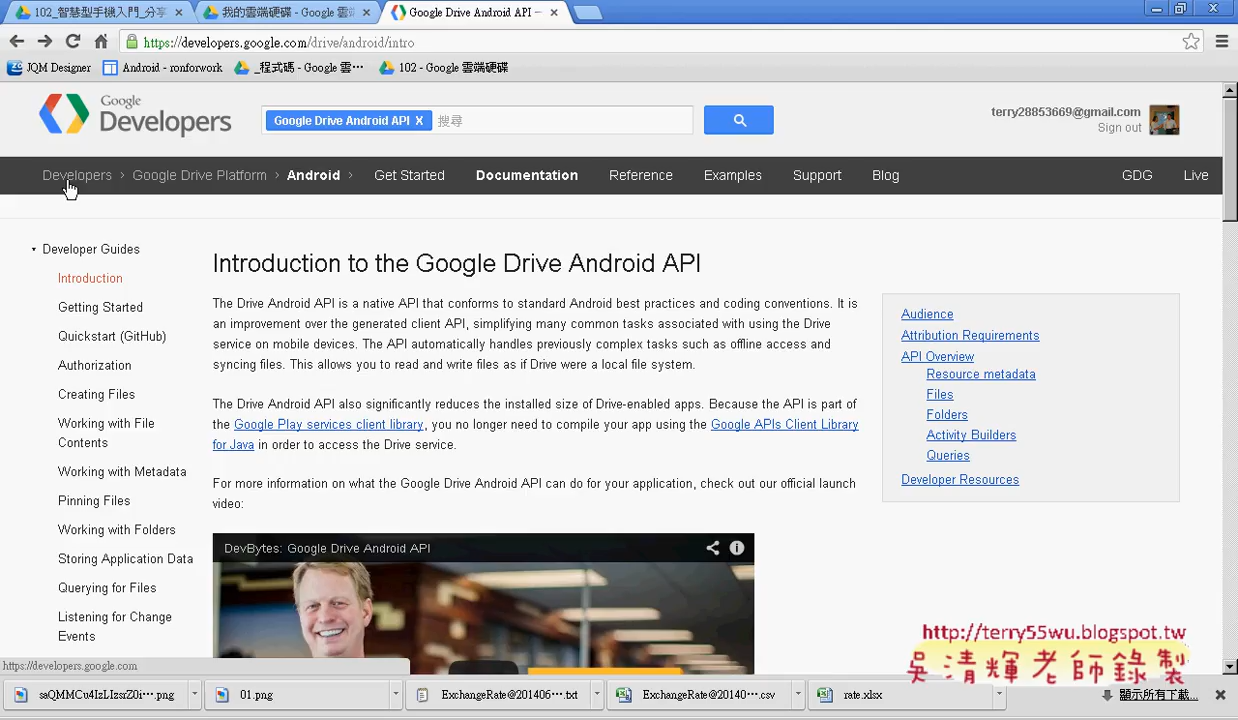 102_智慧型手機入門_分享
我的雲端硬碟 - Google 雲端
Google Drive Android API —
https://developers.google.com/drive/android/intro
JQM Designer
Android - ronforwork
_程式碼 - Google 雲…
102 - Google 雲端硬碟
Google Developers
Google Drive Android API X 搜尋
terry28853669@gmail.com
Sign out
Developers › Google Drive Platform › Android › Get Started Documentation Reference Examples Support Blog GDG Live
Developer Guides
Introduction
Getting Started
Quickstart (GitHub)
Authorization
Creating Files
Working with File
Contents
Working with Metadata
Pinning Files
Working with Folders
Storing Application Data
Querying for Files
Listening for Change
Events
Introduction to the Google Drive Android API
The Drive Android API is a native API that conforms to standard Android best practices and coding conventions. It is
an improvement over the generated client API, simplifying many common tasks associated with using the Drive
service on mobile devices. The API automatically handles previously complex tasks such as offline access and
syncing files. This allows you to read and write files as if Drive were a local file system.
The Drive Android API also significantly reduces the installed size of Drive-enabled apps. Because the API is part of
the Google Play services client library, you no longer need to compile your app using the Google APIs Client Library
for Java in order to access the Drive service.
For more information on what the Google Drive Android API can do for your application, check out our official launch
video:
DevBytes: Google Drive Android API
Audience
Attribution Requirements
API Overview
Resource metadata
Files
Folders
Activity Builders
Queries
Developer Resources
http://terry55wu.blogspot.tw
吳清輝老師錄製
https://developers.google.com
saQMMCu4IzLIssrZ0i….png
01.png
ExchangeRate@201406….txt
ExchangeRate@20140….csv
rate.xlsx
顯示所有下載...